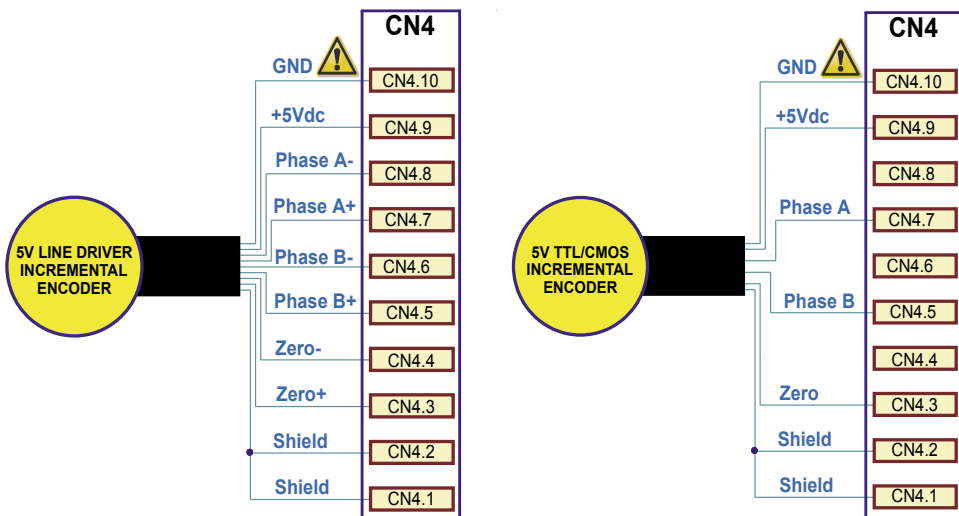 CN4
GND
CN4.10
+5Vdc
CN4.9
Phase A-
CN4.8
Phase A+
CN4.7
Phase B-
CN4.6
Phase B+
CN4.5
Zero-
CN4.4
Zero+
CN4.3
Shield
CN4.2
Shield
CN4.1
5V LINE DRIVER
INCREMENTAL
ENCODER
CN4
GND
CN4.10
+5Vdc
CN4.9
CN4.8
Phase A
CN4.7
CN4.6
Phase B
CN4.5
CN4.4
Zero
CN4.3
Shield
CN4.2
Shield
CN4.1
5V TTL/CMOS
INCREMENTAL
ENCODER